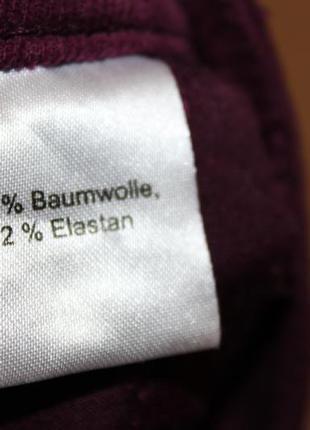 % Baumwolle,
2 % Elastan